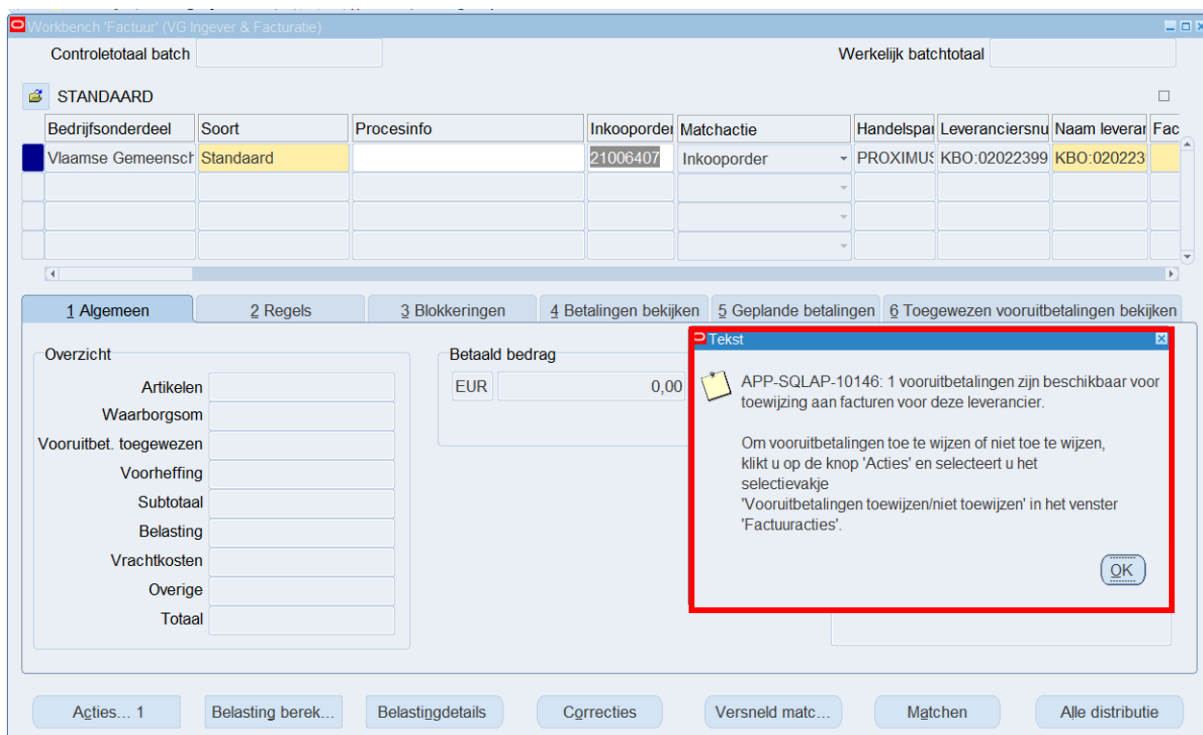 Workbench 'Factuur' (VG Ingever & Facturatie)
Controletotaal batch
Werkelijk batchtotaal
STANDAARD
Bedrijfsonderdeel Soort Procesinfo Inkooporder Matchactie Handelspar Leveranciersnu Naam leverar Fac
Vlaamse Gemeensch Standaard 21006407 Inkooporder PROXIMUS KBO:02022399 KBO:020223
1 Algemeen 2 Regels 3 Blokkeringen 4 Betalingen bekijken 5 Geplande betalingen 6 Toegewezen vooruitbetalingen bekijken
Overzicht
Artikelen
Waarborgsom
Vooruitbet. toegewezen
Voorheffing
Subtotaal
Belasting
Vrachtkosten
Overige
Totaal
Betaald bedrag
EUR 0,00
Tekst
APP-SQLAP-10146: 1 vooruitbetalingen zijn beschikbaar voor
toewijzing aan facturen voor deze leverancier.
Om vooruitbetalingen toe te wijzen of niet toe te wijzen,
klikt u op de knop 'Acties' en selecteert u het
selectievakje
'Vooruitbetalingen toewijzen/niet toewijzen' in het venster
'Factuuracties'.
OK
Acties... 1 Belasting berek... Belastingdetails Correcties Versneld matc... Matchen Alle distributie